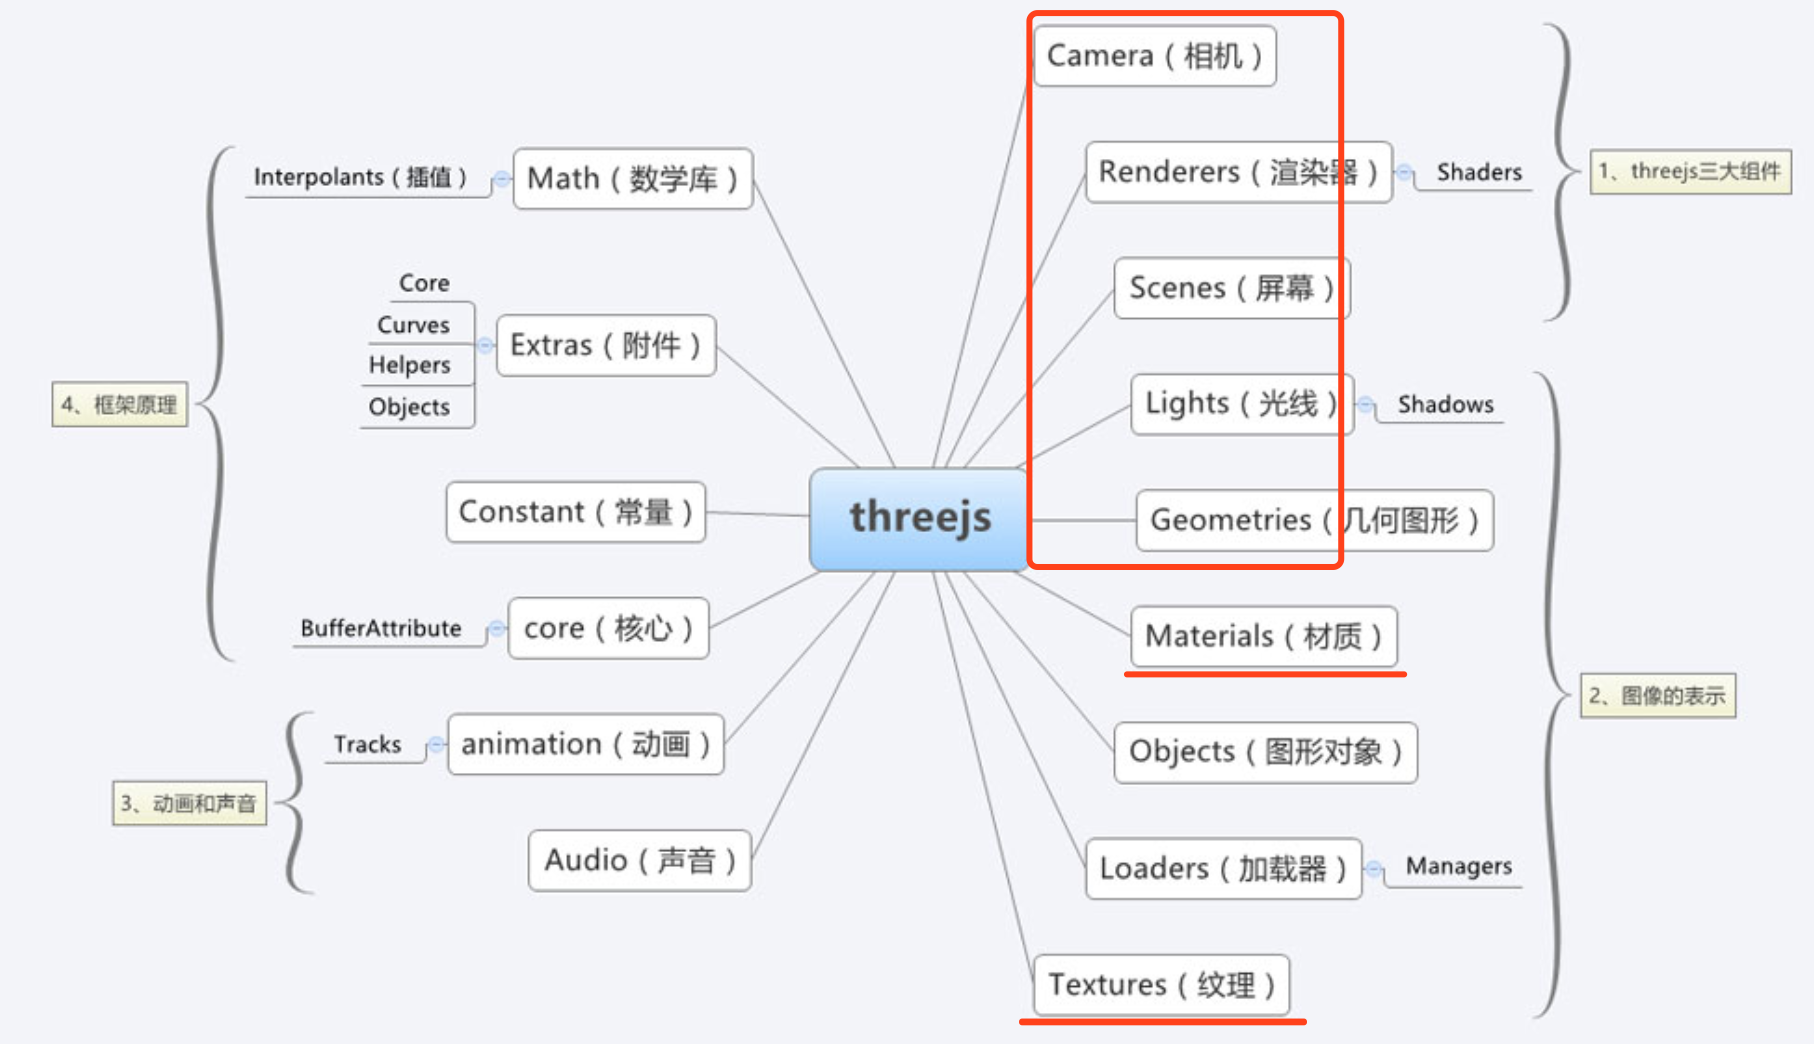 threejs
Camera（相机）
Renderers（渲染器）
Shaders
Scenes（屏幕）
1、threejs三大组件
Lights（光线）
Shadows
Geometries（几何图形）
Materials（材质）
Objects（图形对象）
Loaders（加载器）
Managers
Textures（纹理）
2、图像的表示
Math（数学库）
Interpolants（插值）
Extras（附件）
Core
Curves
Helpers
Objects
Constant（常量）
core（核心）
BufferAttribute
4、框架原理
animation（动画）
Tracks
Audio（声音）
3、动画和声音